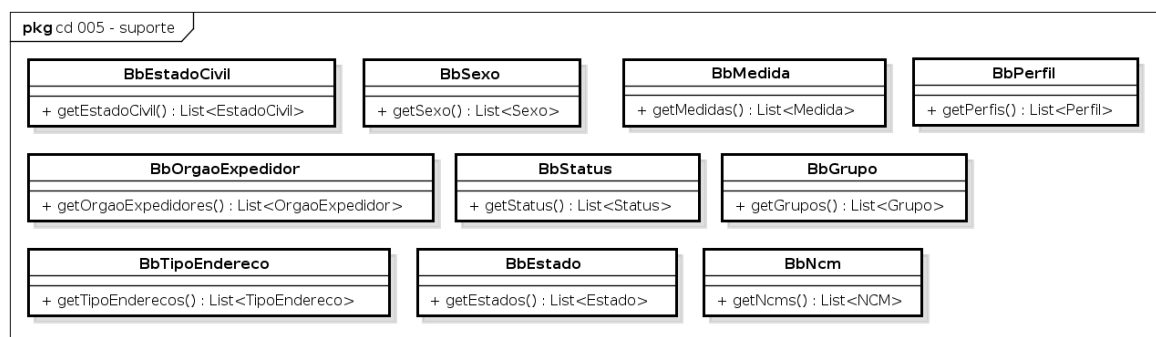 pkg cd 005 - suporte
BbEstadoCivil
+ getEstadoCivil() : List<EstadoCivil>
BbSexo
+ getSexo() : List<Sexo>
BbMedida
+ getMedidas() : List<Medida>
BbPerfil
+ getPerfis() : List<Perfil>
BbOrgaoExpedidor
+ getOrgaoExpedidores() : List<OrgaoExpedidor>
BbStatus
+ getStatus() : List<Status>
BbGrupo
+ getGrupos() : List<Grupo>
BbTipoEndereco
+ getTipoEnderecos() : List<TipoEndereco>
BbEstado
+ getEstados() : List<Estado>
BbNcm
+ getNcms() : List<NCM>